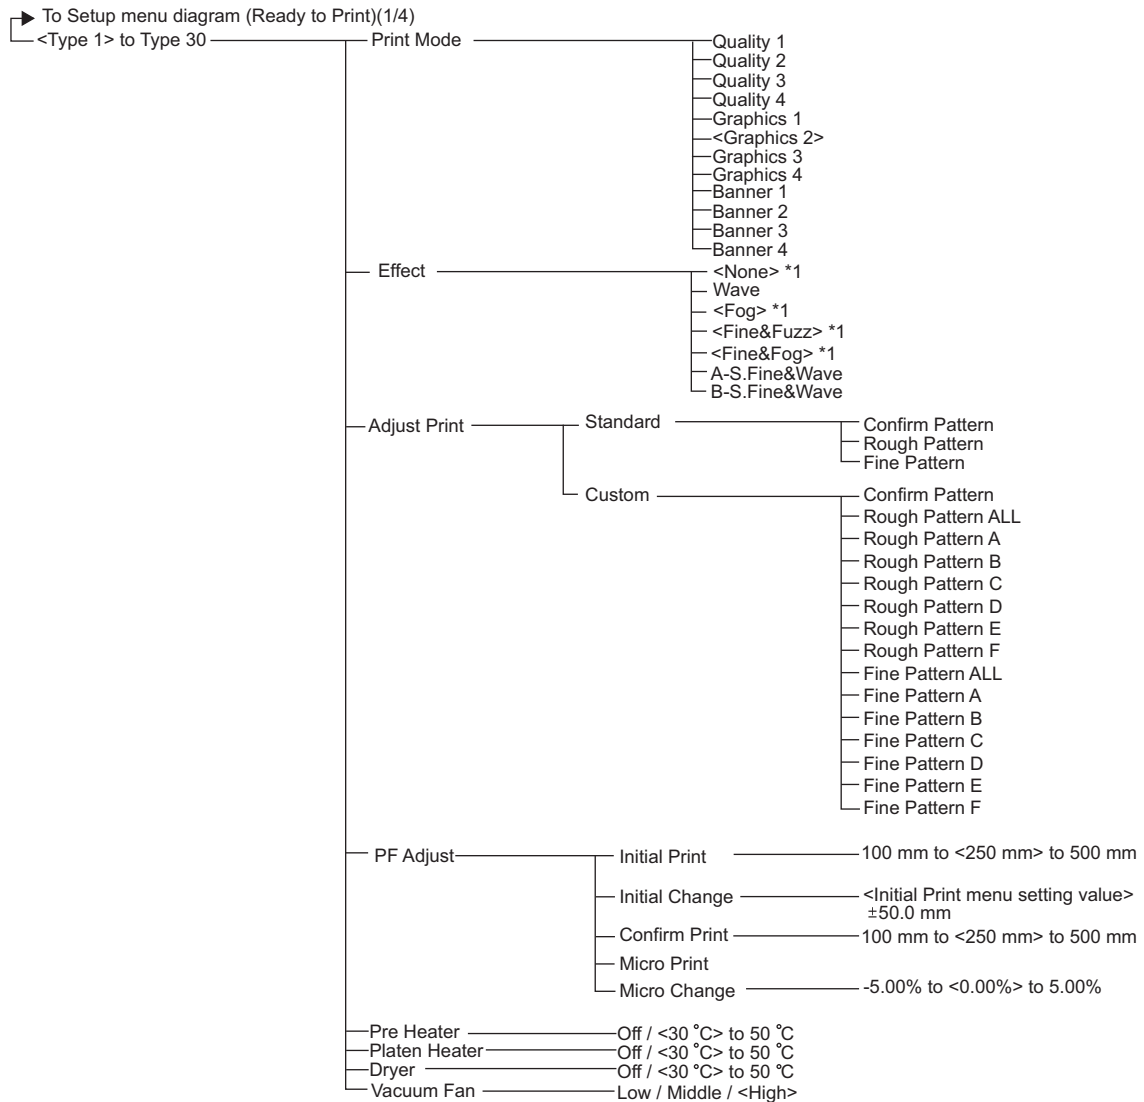 To Setup menu diagram (Ready to Print)(1/4)
<Type 1> to Type 30
Print Mode
Quality 1
Quality 2
Quality 3
Quality 4
Graphics 1
<Graphics 2>
Graphics 3
Graphics 4
Banner 1
Banner 2
Banner 3
Banner 4
Effect
<None> *1
Wave
<Fog> *1
<Fine&Fuzz> *1
<Fine&Fog> *1
A-S.Fine&Wave
B-S.Fine&Wave
Adjust Print
Standard
Confirm Pattern
Rough Pattern
Fine Pattern
Custom
Confirm Pattern
Rough Pattern ALL
Rough Pattern A
Rough Pattern B
Rough Pattern C
Rough Pattern D
Rough Pattern E
Rough Pattern F
Fine Pattern ALL
Fine Pattern A
Fine Pattern B
Fine Pattern C
Fine Pattern D
Fine Pattern E
Fine Pattern F
PF Adjust
Initial Print
100 mm to <250 mm> to 500 mm
Initial Change
<Initial Print menu setting value>
±50.0 mm
Confirm Print
100 mm to <250 mm> to 500 mm
Micro Print
Micro Change
-5.00% to <0.00%> to 5.00%
Pre Heater
Off / <30 °C> to 50 °C
Platen Heater
Off / <30 °C> to 50 °C
Dryer
Off / <30 °C> to 50 °C
Vacuum Fan
Low / Middle / <High>